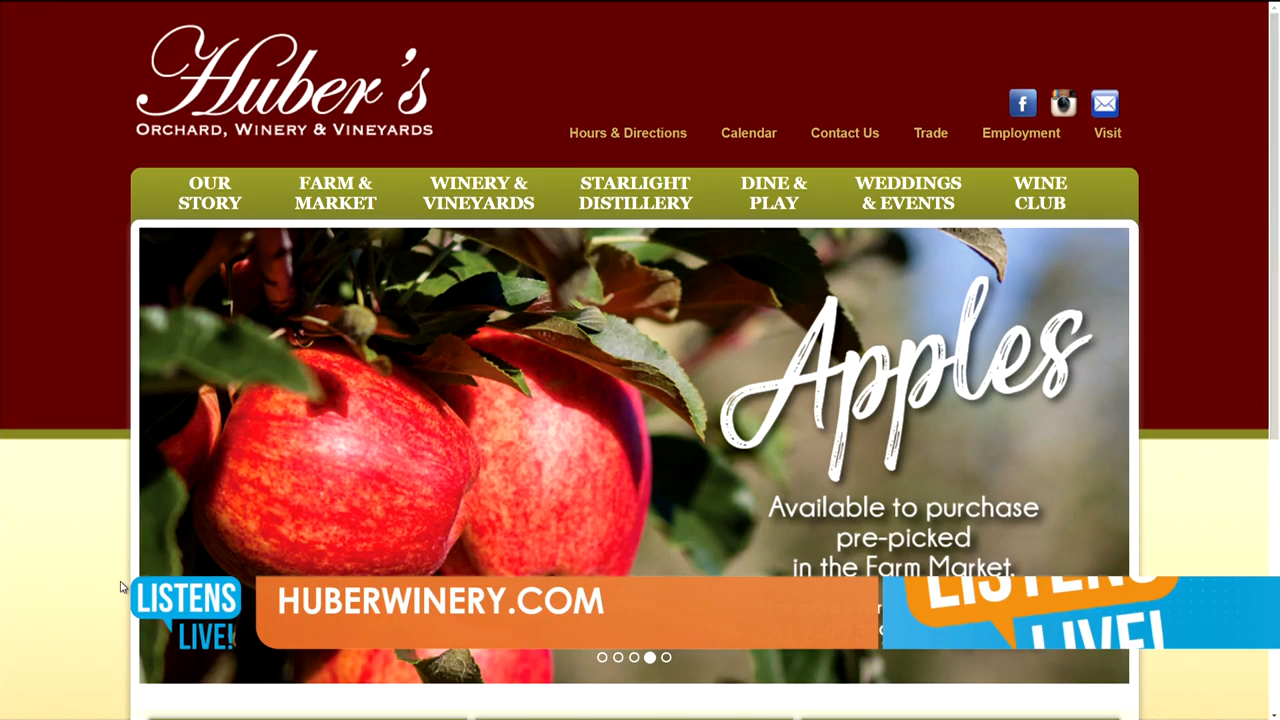 Huber's
ORCHARD, WINERY & VINEYARDS
Hours & Directions Calendar Contact Us Trade Employment Visit
OUR STORY
FARM & MARKET
WINERY & VINEYARDS
STARLIGHT DISTILLERY
DINE & PLAY
WEDDINGS & EVENTS
WINE CLUB
Apples
Available to purchase
pre-picked
in the Farm Market.
LISTENS
LIVE!
HUBERWINERY.COM
LISTENS
LIVE!